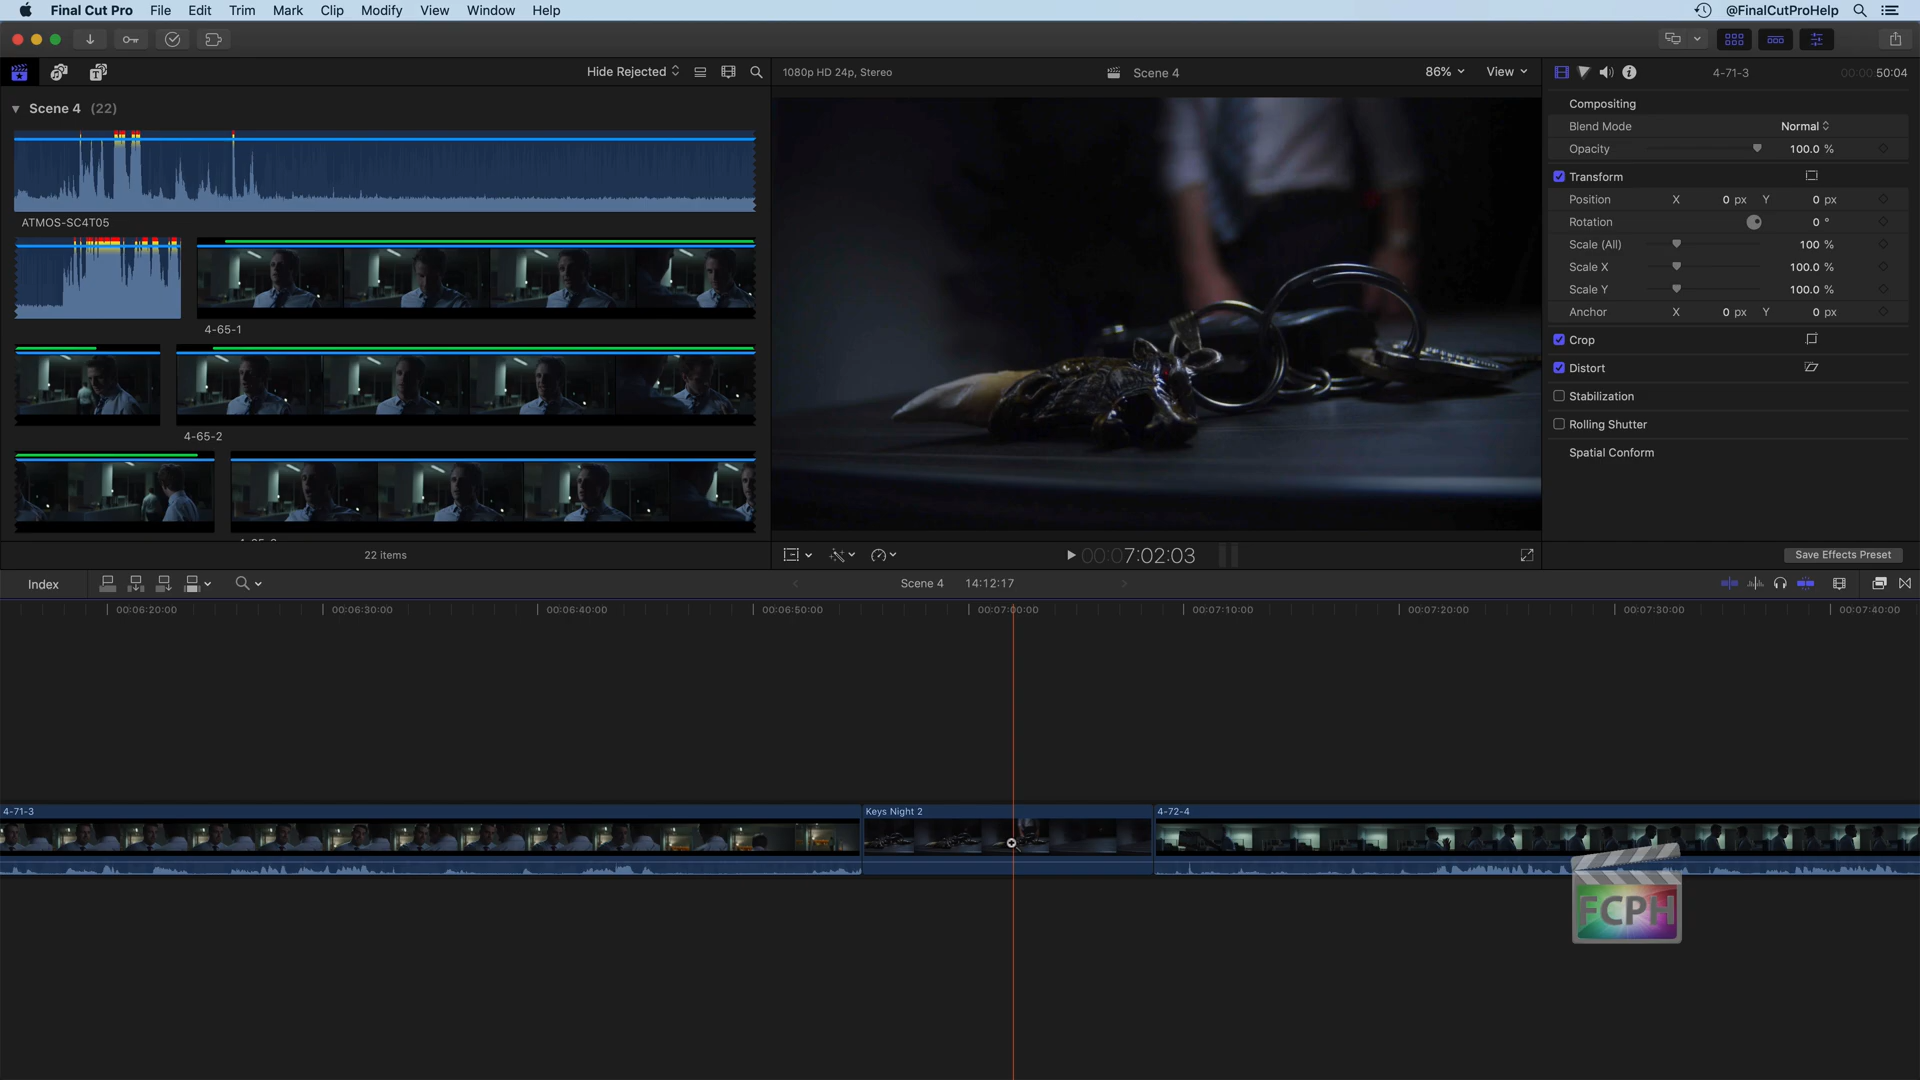 Final Cut Pro File Edit Trim Mark Clip Modify View Window Help @FinalCutProHelp
Hide Rejected
1080p HD 24p, Stereo
Scene 4
86%
View
4-71-3
00:00:50:04
Scene 4 (22)
ATMOS-SC4T05
4-65-1
4-65-2
22 items
Compositing
Blend Mode Normal
Opacity 100.0 %
Transform
Position X 0 px Y 0 px
Rotation 0 °
Scale (All) 100 %
Scale X 100.0 %
Scale Y 100.0 %
Anchor X 0 px Y 0 px
Crop
Distort
Stabilization
Rolling Shutter
Spatial Conform
00:07:02:03
Save Effects Preset
Index
Scene 4 14:12:17
00:06:20:00 00:06:30:00 00:06:40:00 00:06:50:00 00:07:00:00 00:07:10:00 00:07:20:00 00:07:30:00 00:07:40:00
4-71-3
Keys Night 2
4-72-4
FCPH